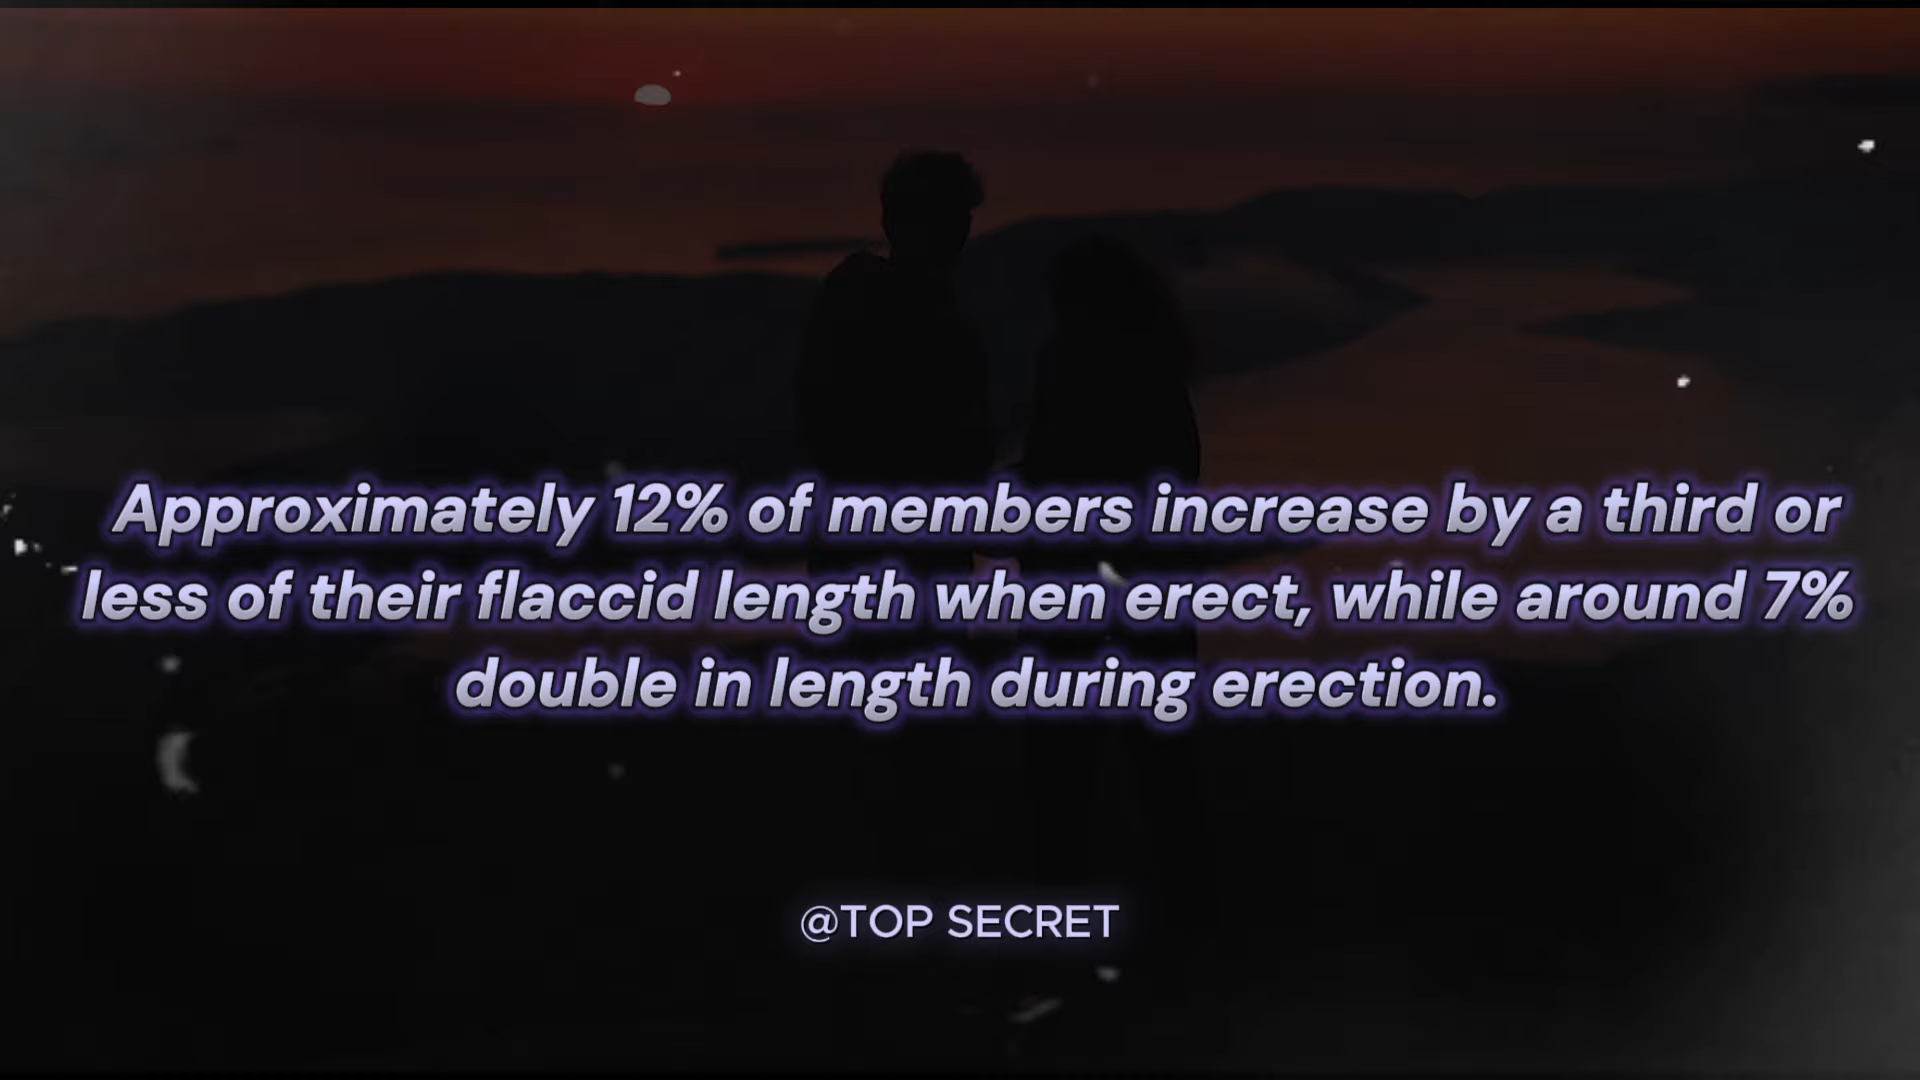 Approximately 12% of members increase by a third or
less of their flaccid length when erect, while around 7%
double in length during erection.
@TOP SECRET